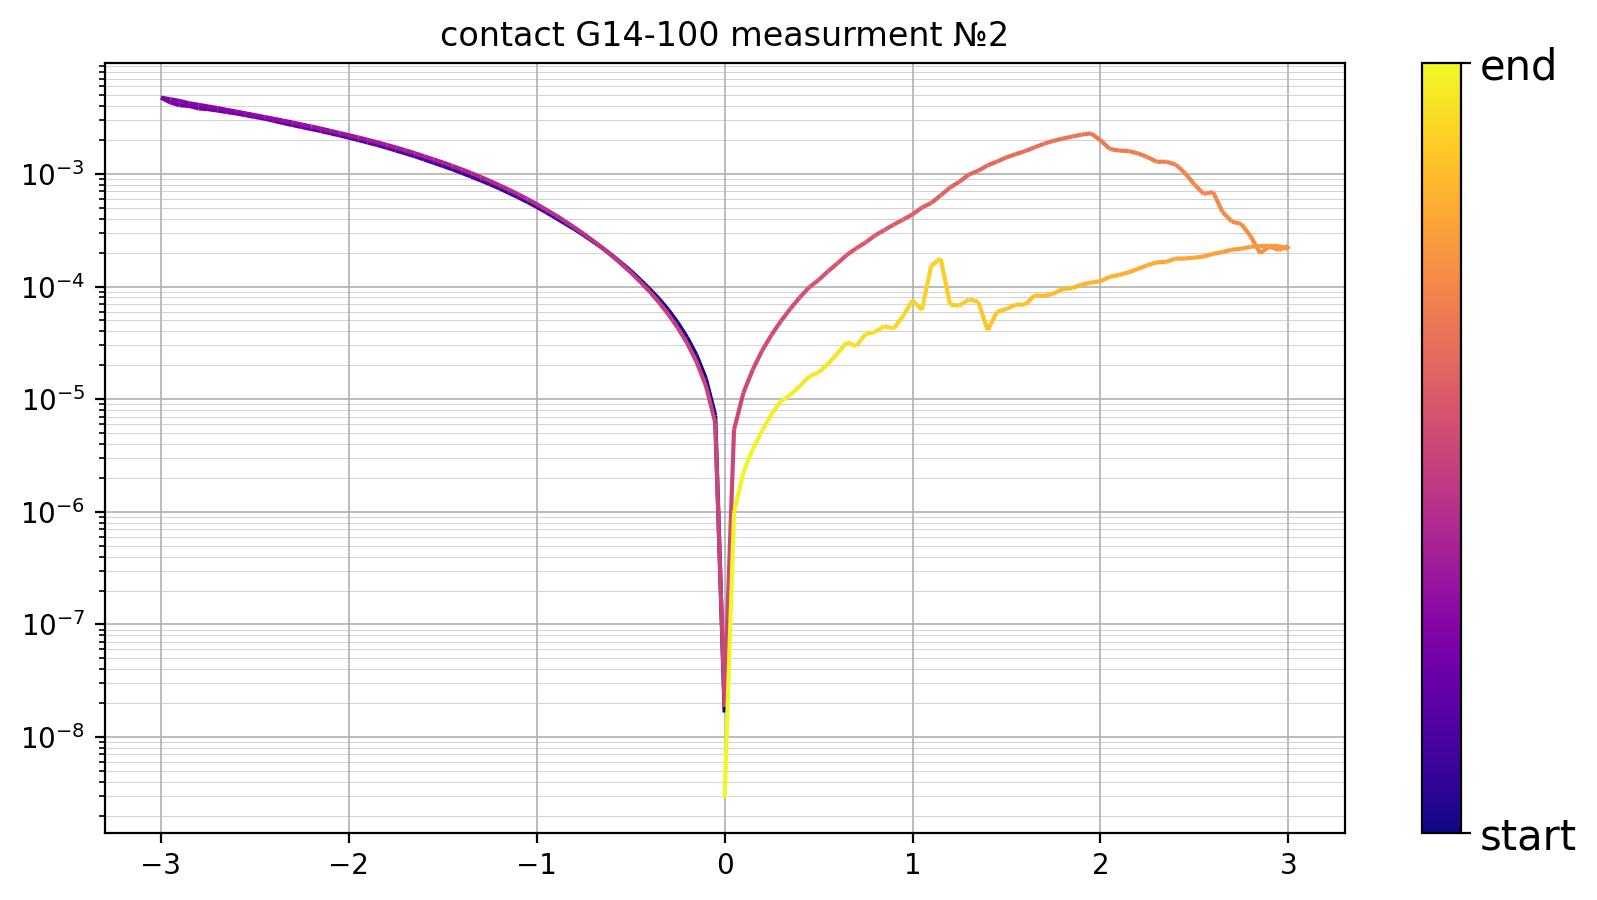 contact G14-100 measurment №2
end
10⁻³
10⁻⁴
10⁻⁵
10⁻⁶
10⁻⁷
10⁻⁸
start
−3 −2 −1 0 1 2 3